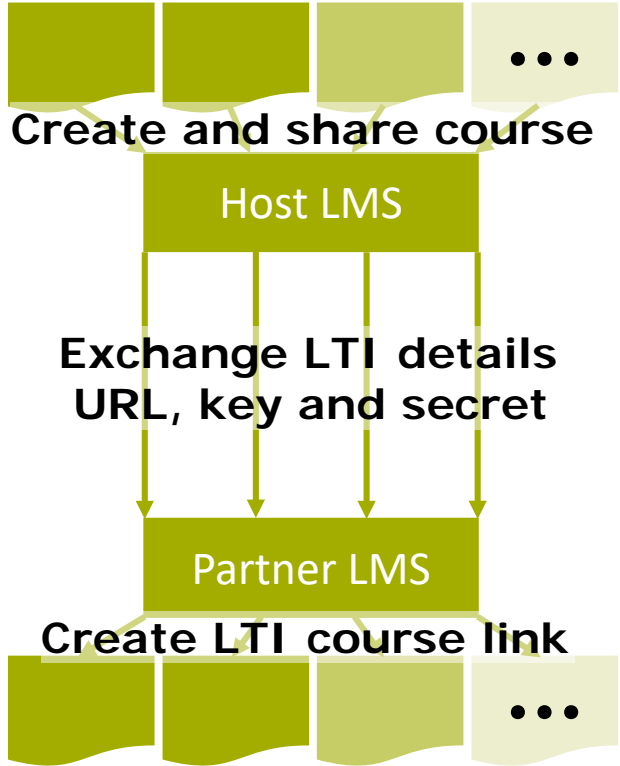 •••
Create and share course
Host LMS
Exchange LTI details
URL, key and secret
Partner LMS
Create LTI course link
•••